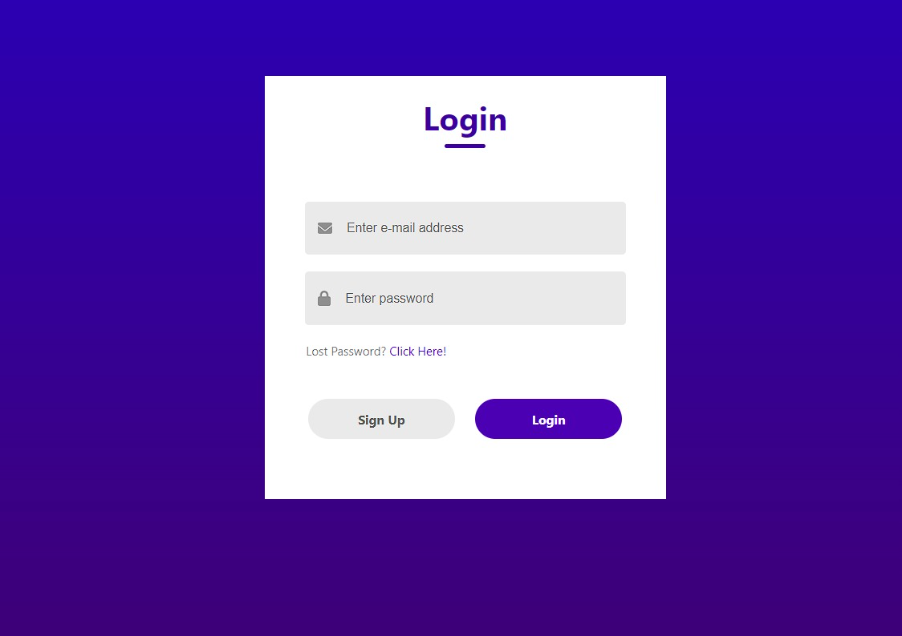 Login
Enter e-mail address
Enter password
Lost Password? Click Here!
Sign Up
Login